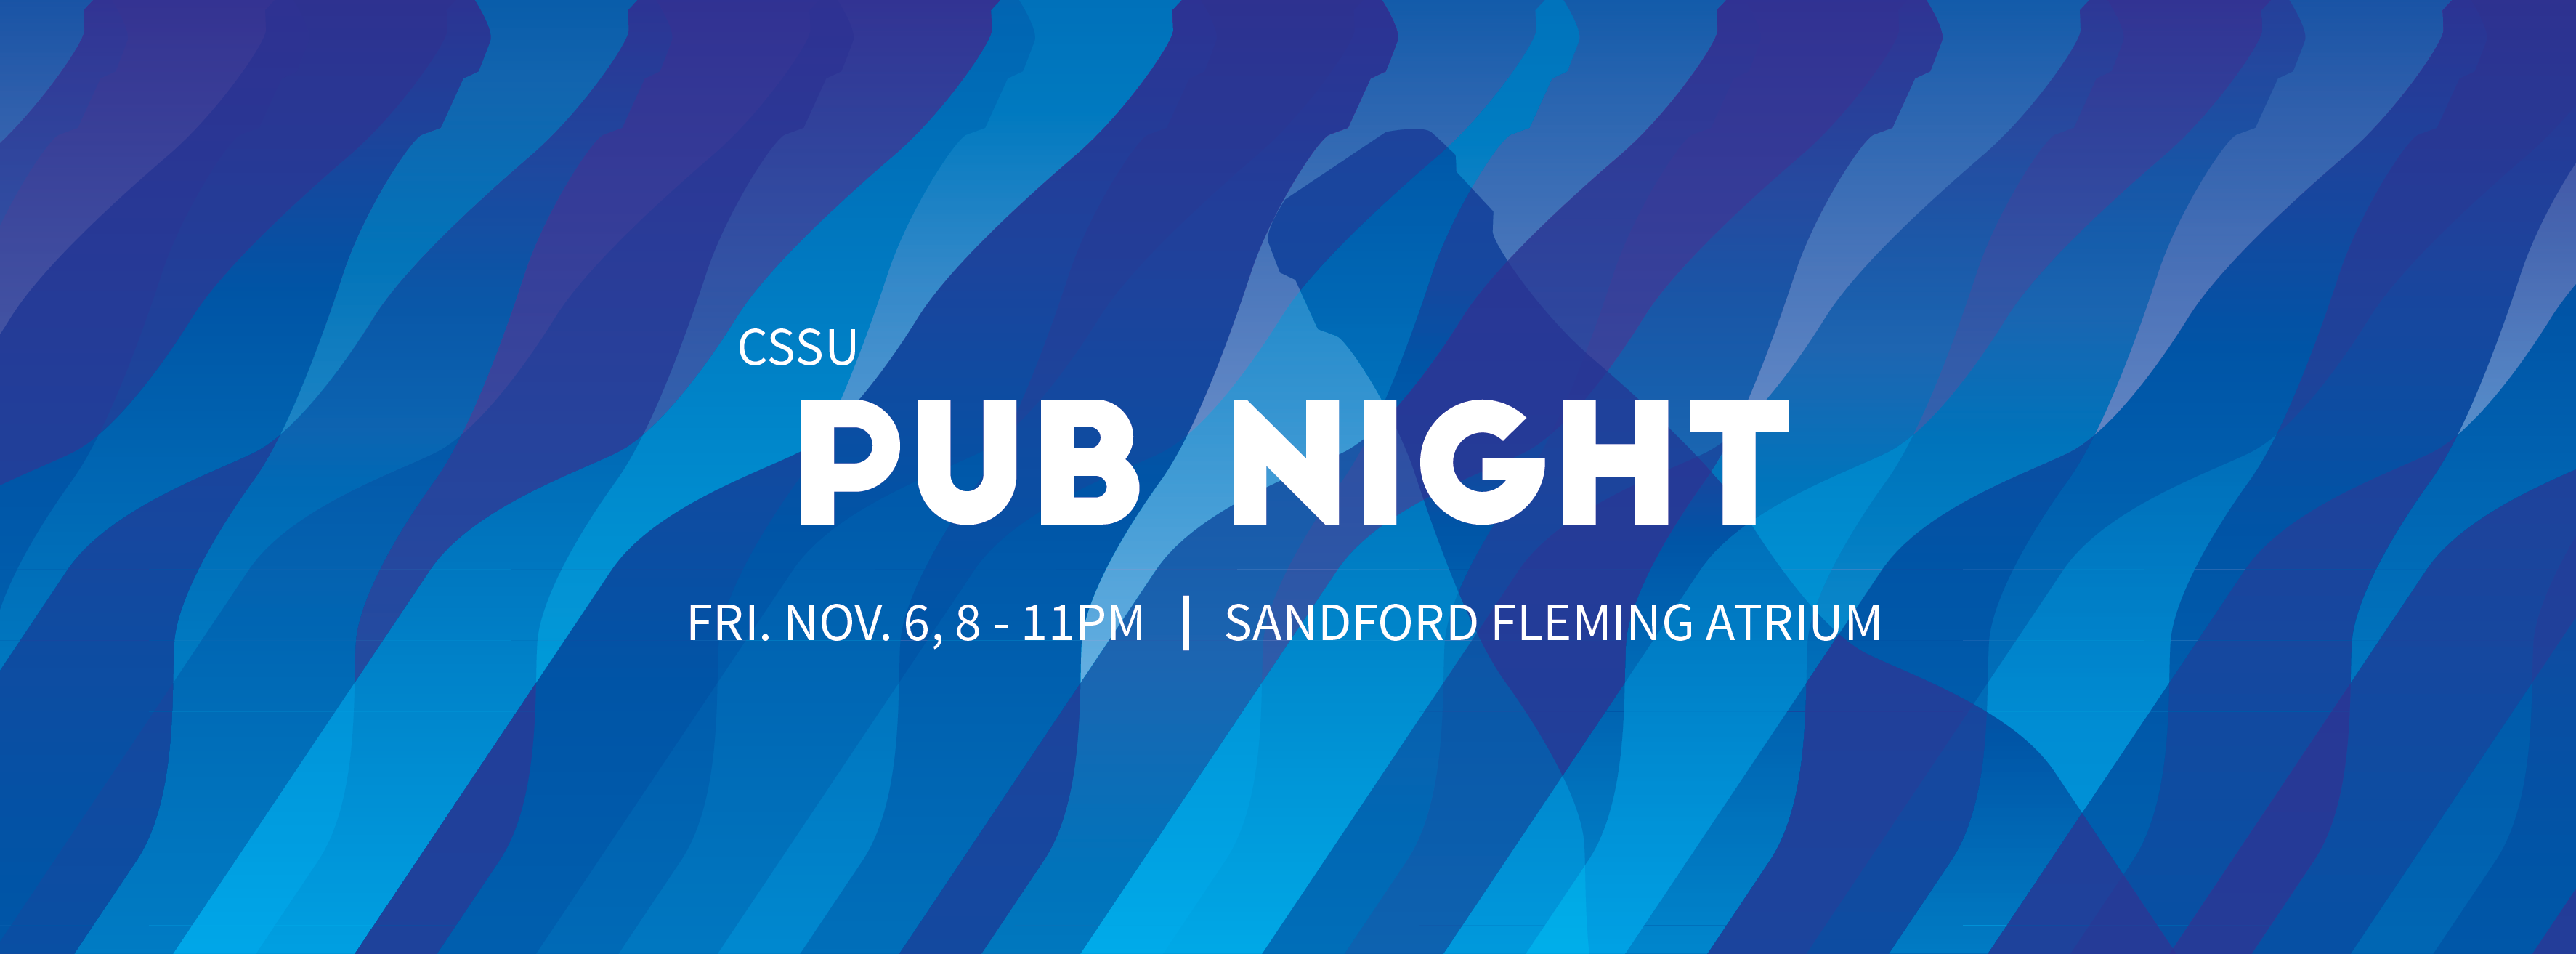 CSSU
PUB NIGHT
FRI. NOV. 6, 8 - 11PM | SANDFORD FLEMING ATRIUM